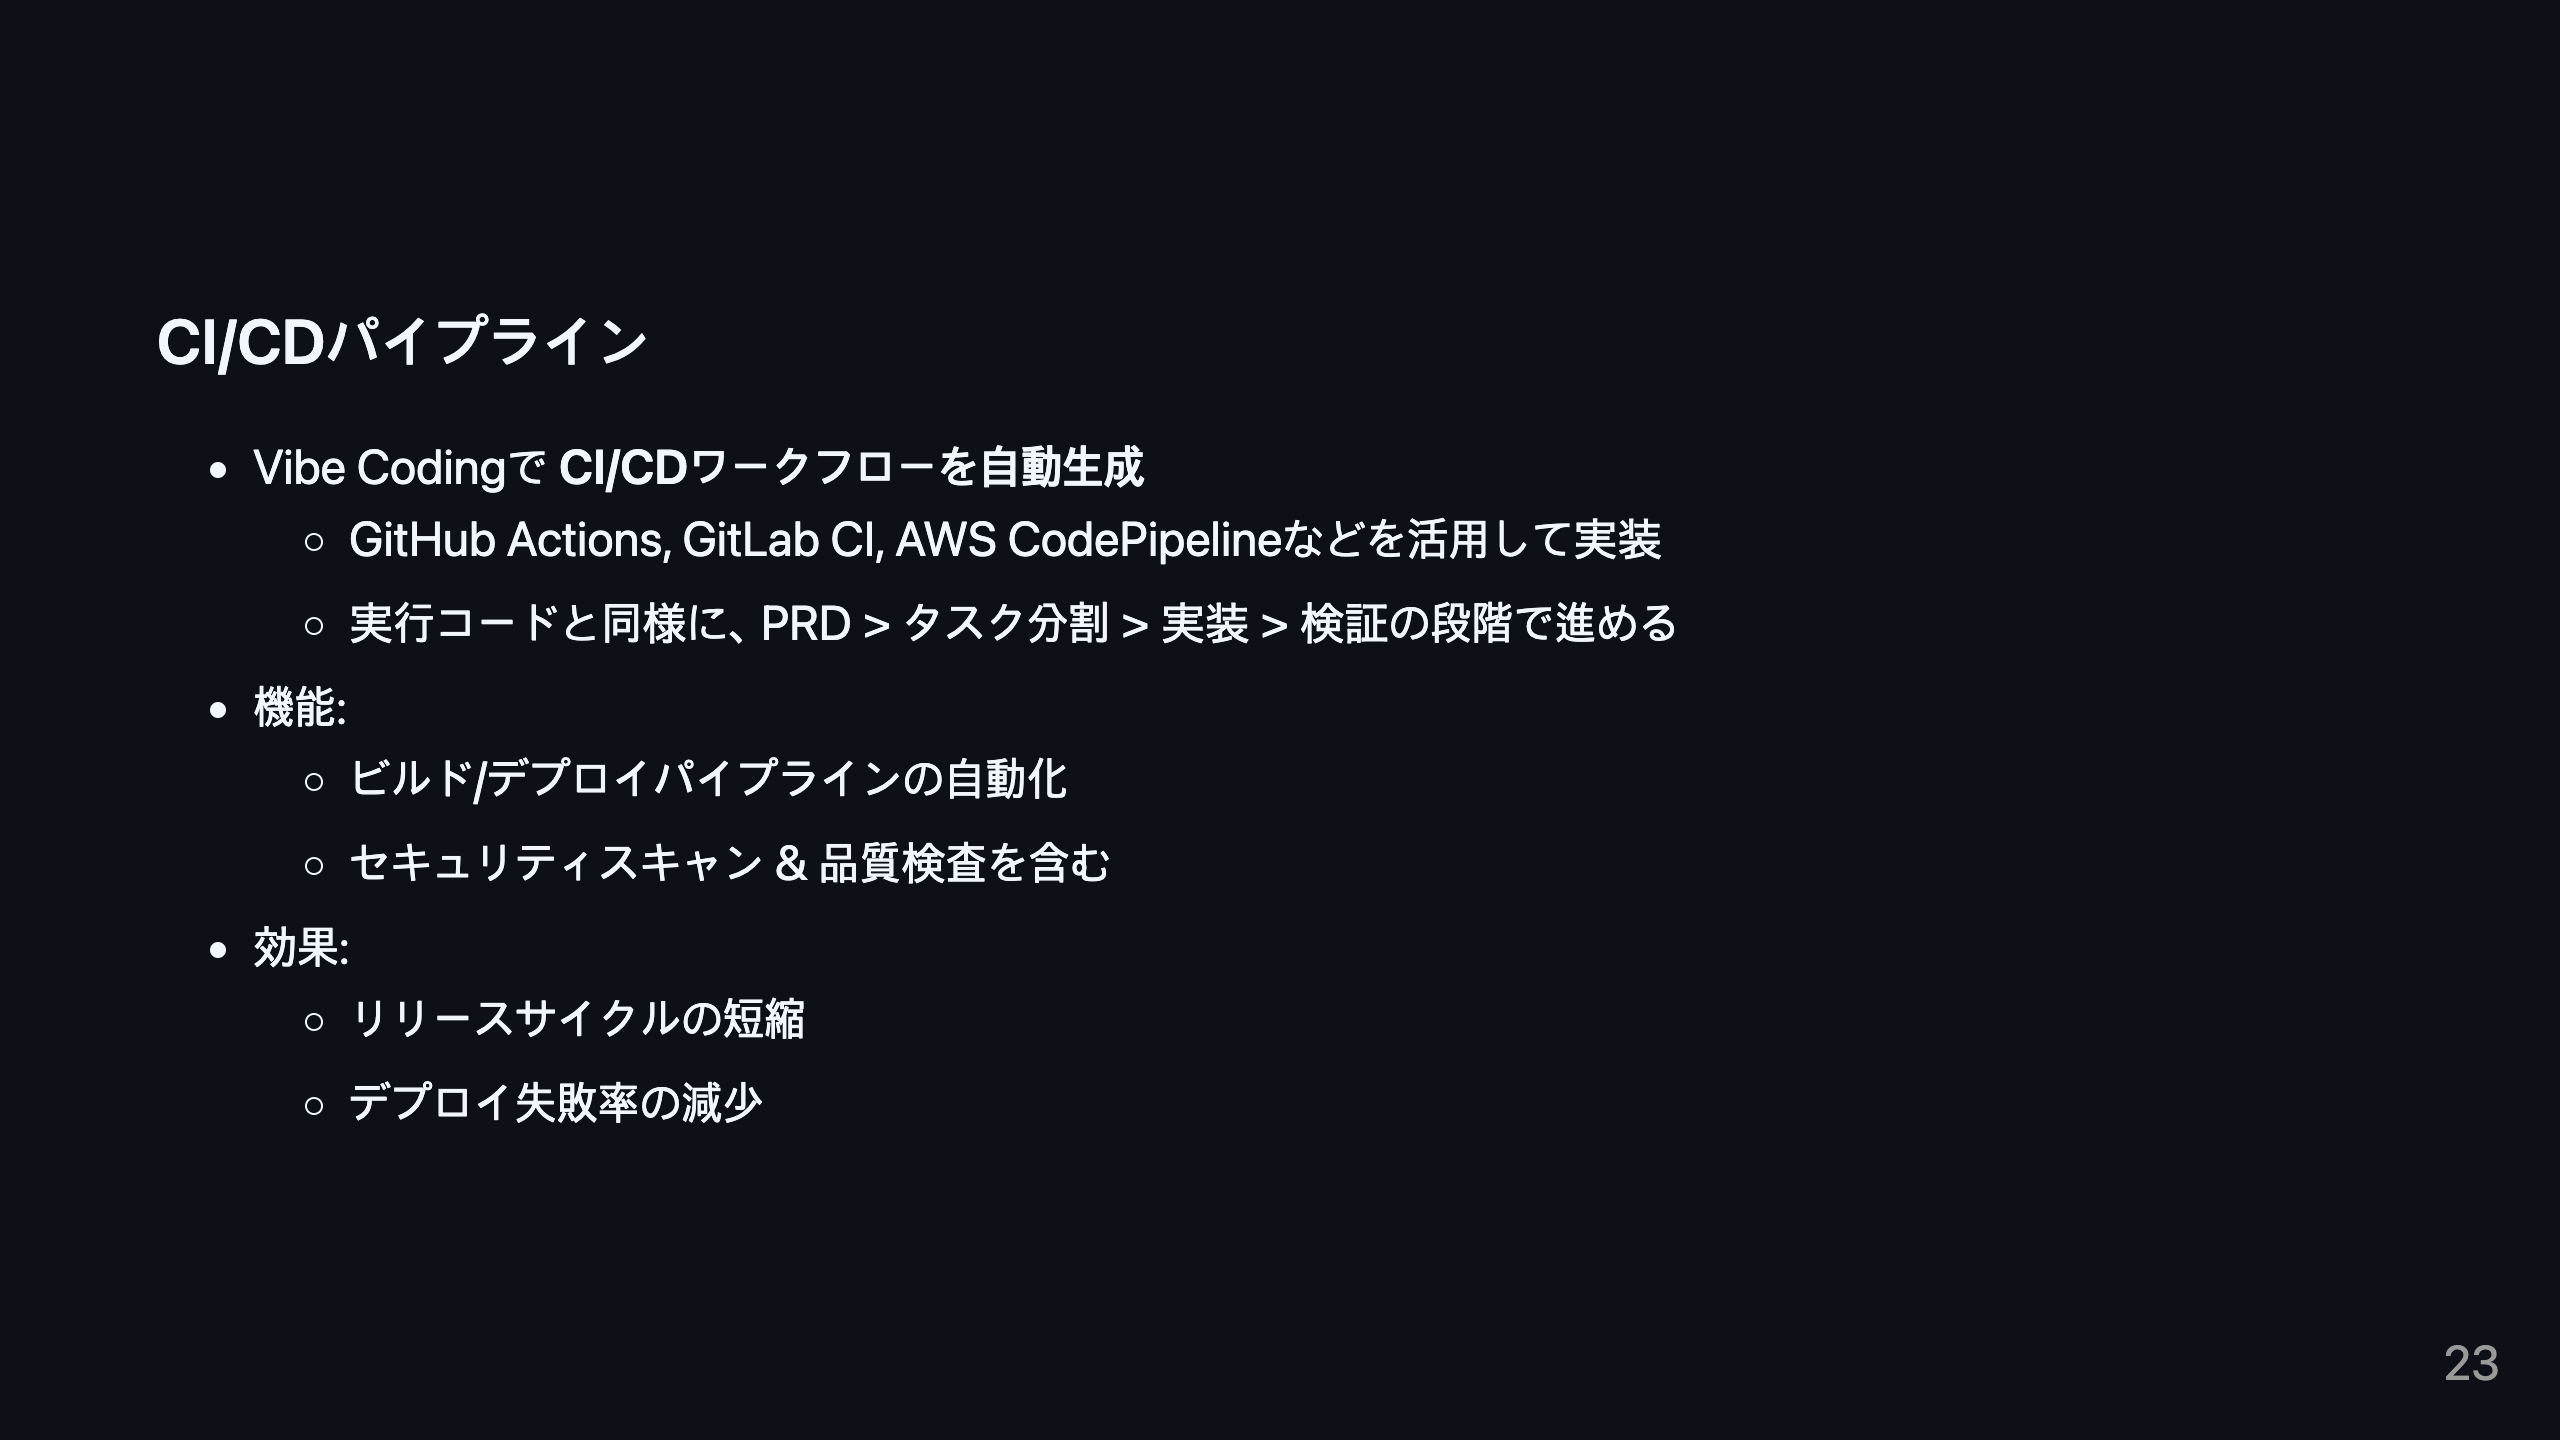 CI/CDパイプライン
Vibe Codingで CI/CDワークフローを自動生成
GitHub Actions, GitLab CI, AWS CodePipelineなどを活用して実装
実行コードと同様に、PRD > タスク分割 > 実装 > 検証の段階で進める
機能:
ビルド/デプロイパイプラインの自動化
セキュリティスキャン & 品質検査を含む
効果:
リリースサイクルの短縮
デプロイ失敗率の減少
23